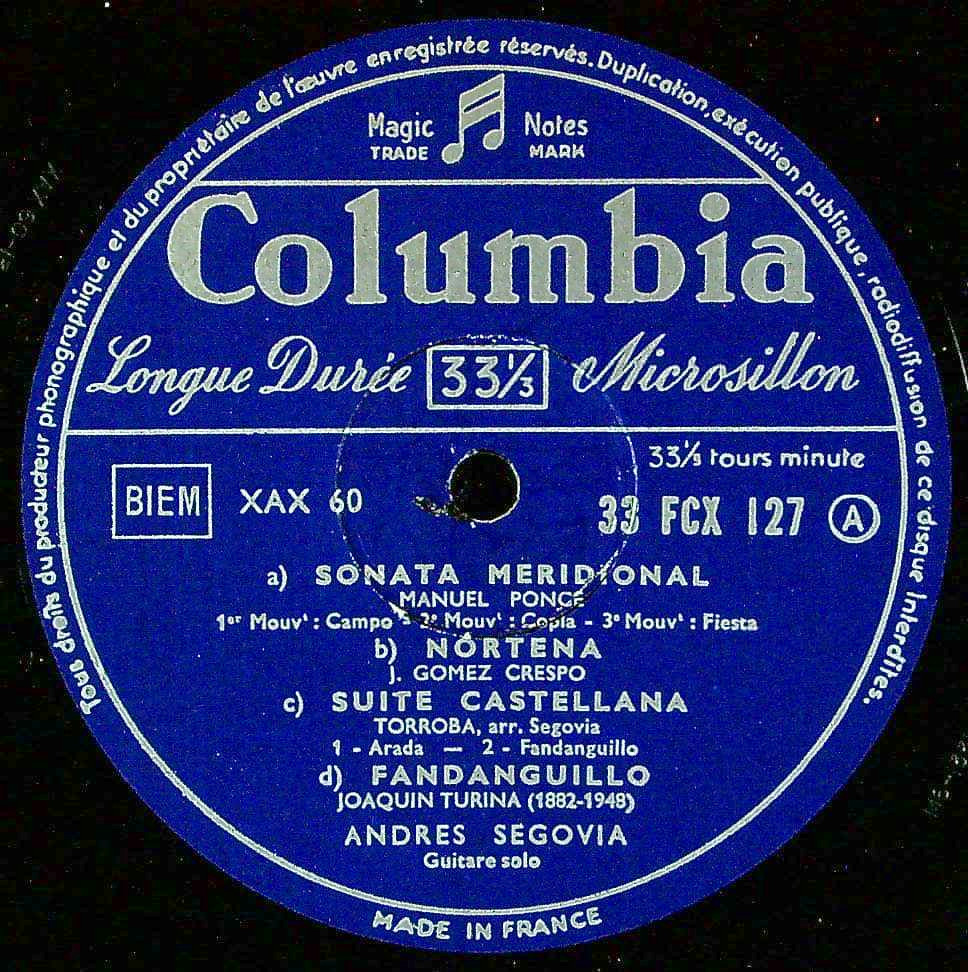 Tous droits du producteur phonographique et du propriétaire de l'œuvre enregistrée réservés. Duplication, exécution publique, radiodiffusion de ce disque Interdites.
Magic Notes
TRADE MARK
Columbia
Longue Durée 33⅓ Microsillon
33⅓ tours minute
BIEM XAX 60 33 FCX 127 A
a) SONATA MERIDIONAL
MANUEL PONCE
1er Mouvt : Campo - 2e Mouvt : Copla - 3e Mouvt : Fiesta
b) NORTENA
J. GOMEZ CRESPO
c) SUITE CASTELLANA
TORROBA, arr. Segovia
1 - Arada — 2 - Fandanguillo
d) FANDANGUILLO
JOAQUIN TURINA (1882-1948)
ANDRES SEGOVIA
Guitare solo
MADE IN FRANCE